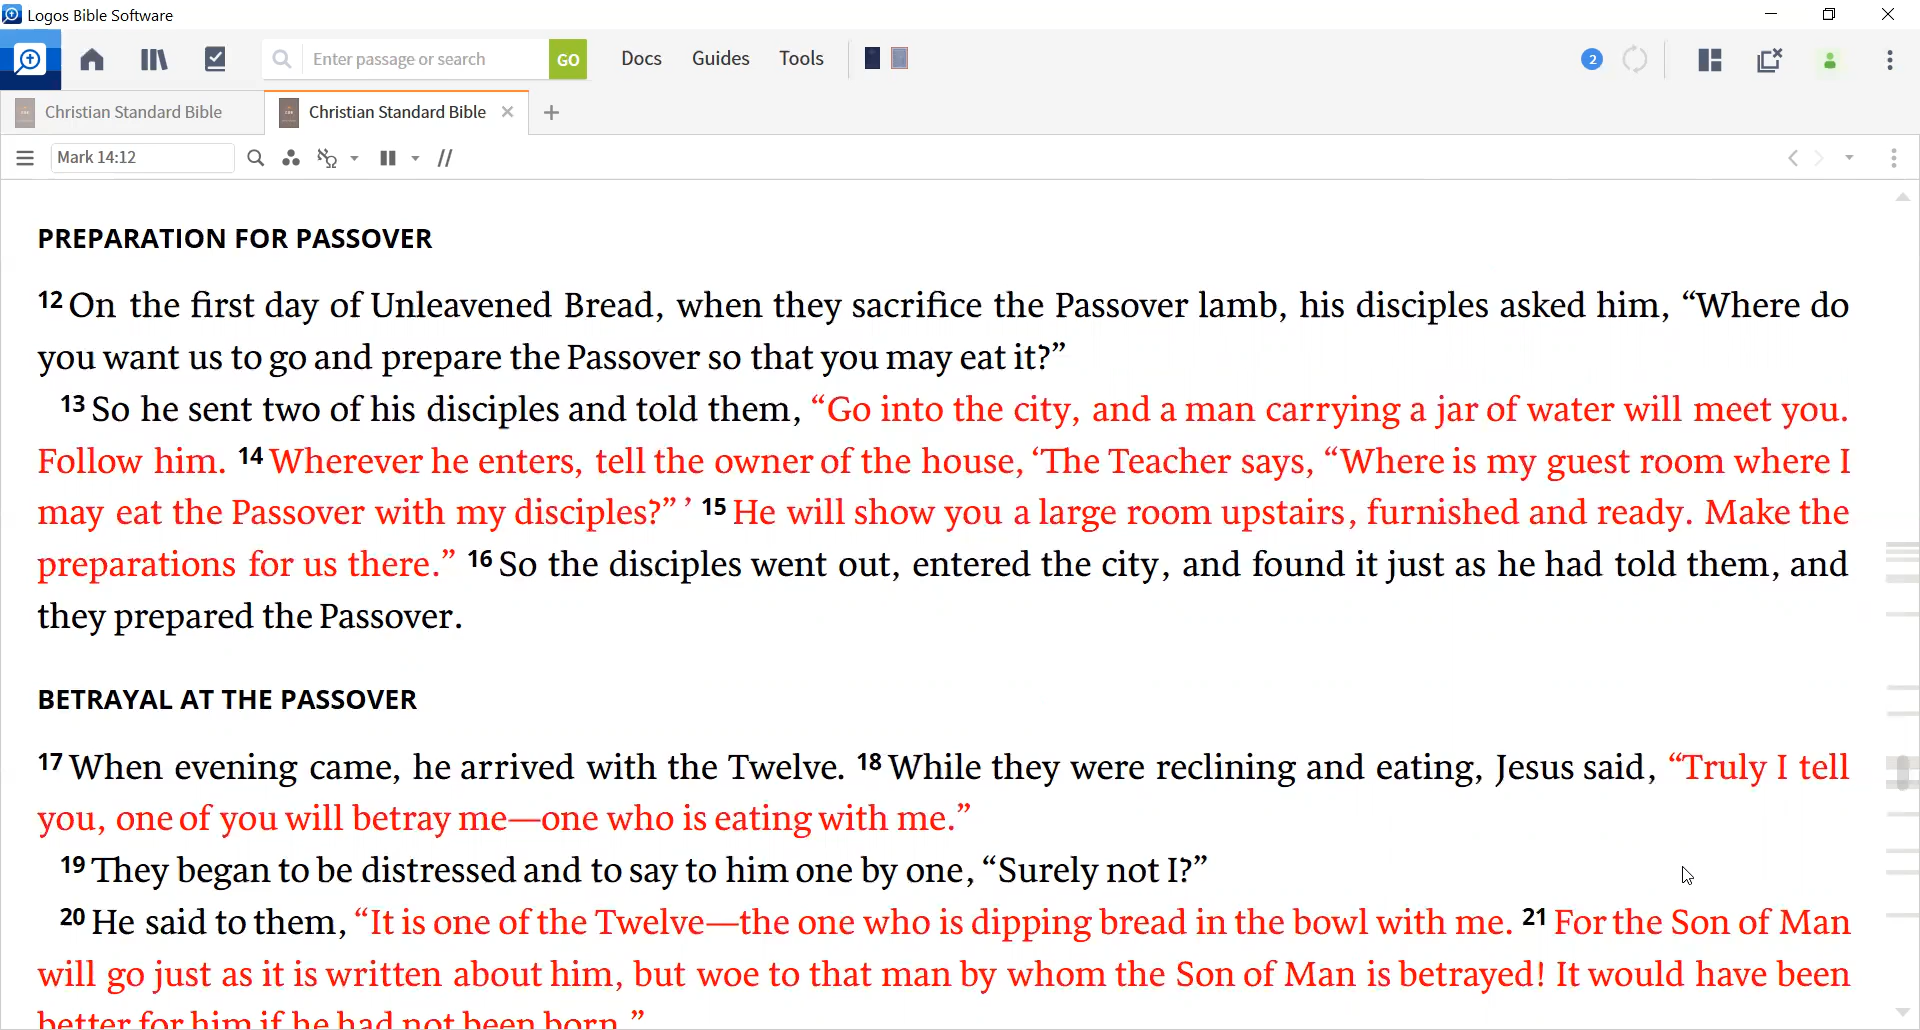 Logos Bible Software
Enter passage or search
GO
Docs
Guides
Tools
2
Christian Standard Bible
Christian Standard Bible
Mark 14:12
PREPARATION FOR PASSOVER
12 On the first day of Unleavened Bread, when they sacrifice the Passover lamb, his disciples asked him, “Where do
you want us to go and prepare the Passover so that you may eat it?”
13 So he sent two of his disciples and told them, “Go into the city, and a man carrying a jar of water will meet you.
Follow him. 14 Wherever he enters, tell the owner of the house, ‘The Teacher says, “Where is my guest room where I
may eat the Passover with my disciples?” ’ 15 He will show you a large room upstairs, furnished and ready. Make the
preparations for us there.” 16 So the disciples went out, entered the city, and found it just as he had told them, and
they prepared the Passover.
BETRAYAL AT THE PASSOVER
17 When evening came, he arrived with the Twelve. 18 While they were reclining and eating, Jesus said, “Truly I tell
you, one of you will betray me—one who is eating with me.”
19 They began to be distressed and to say to him one by one, “Surely not I?”
20 He said to them, “It is one of the Twelve—the one who is dipping bread in the bowl with me. 21 For the Son of Man
will go just as it is written about him, but woe to that man by whom the Son of Man is betrayed! It would have been
better for him if he had not been born.”